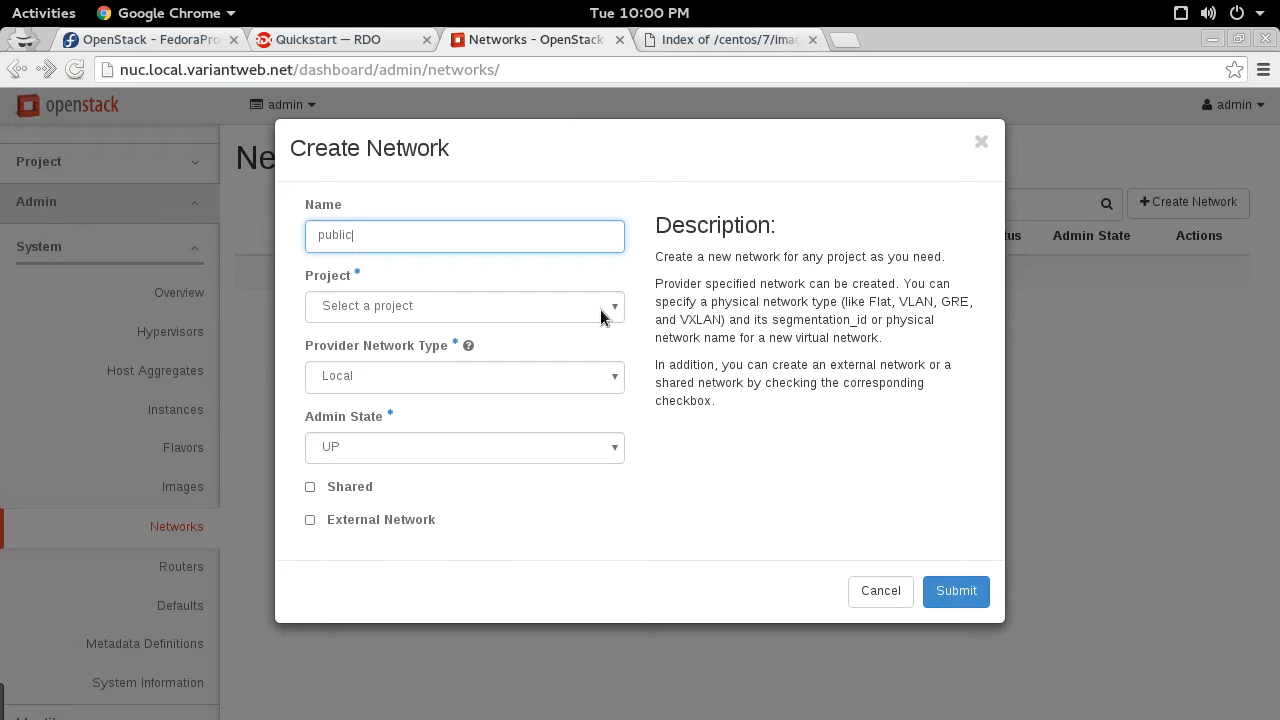 Activities
Google Chrome
Tue 10:00 PM
OpenStack - FedoraPro
Quickstart — RDO
Networks - OpenStack
Index of /centos/7/imag
nuc.local.variantweb.net/dashboard/admin/networks/
openstack
admin
admin
Project
Admin
System
Overview
Hypervisors
Host Aggregates
Instances
Flavors
Images
Networks
Routers
Defaults
Metadata Definitions
System Information
Ne
+ Create Network
tus
Admin State
Actions
Create Network
×
Name
public
Project *
Select a project
Provider Network Type * ?
Local
Admin State *
UP
Shared
External Network
Description:
Create a new network for any project as you need.
Provider specified network can be created. You can
specify a physical network type (like Flat, VLAN, GRE,
and VXLAN) and its segmentation_id or physical
network name for a new virtual network.
In addition, you can create an external network or a
shared network by checking the corresponding
checkbox.
Cancel
Submit